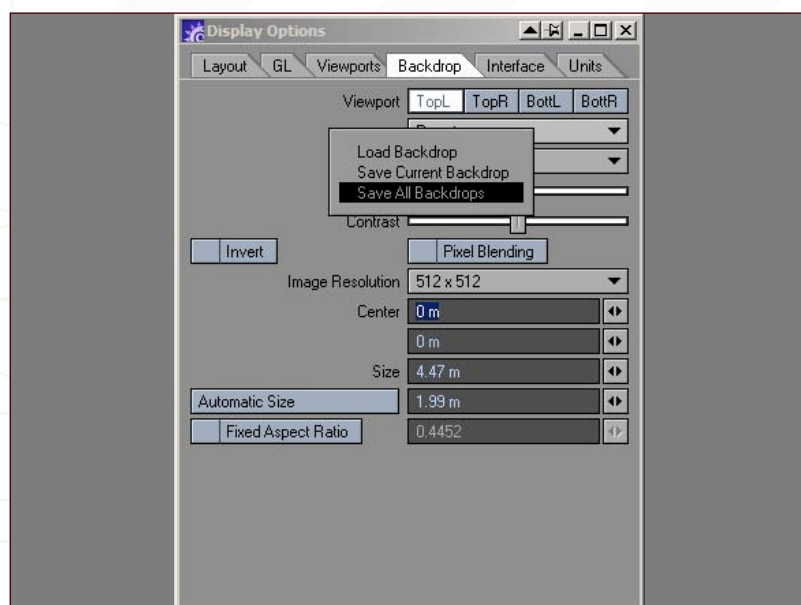 Display Options
Layout GL Viewports Backdrop Interface Units
Viewport TopL TopR BottL BottR
Load Backdrop
Save Current Backdrop
Save All Backdrops
Contrast
Invert Pixel Blending
Image Resolution 512 x 512
Center 0 m
0 m
Size 4.47 m
Automatic Size 1.99 m
Fixed Aspect Ratio 0.4452